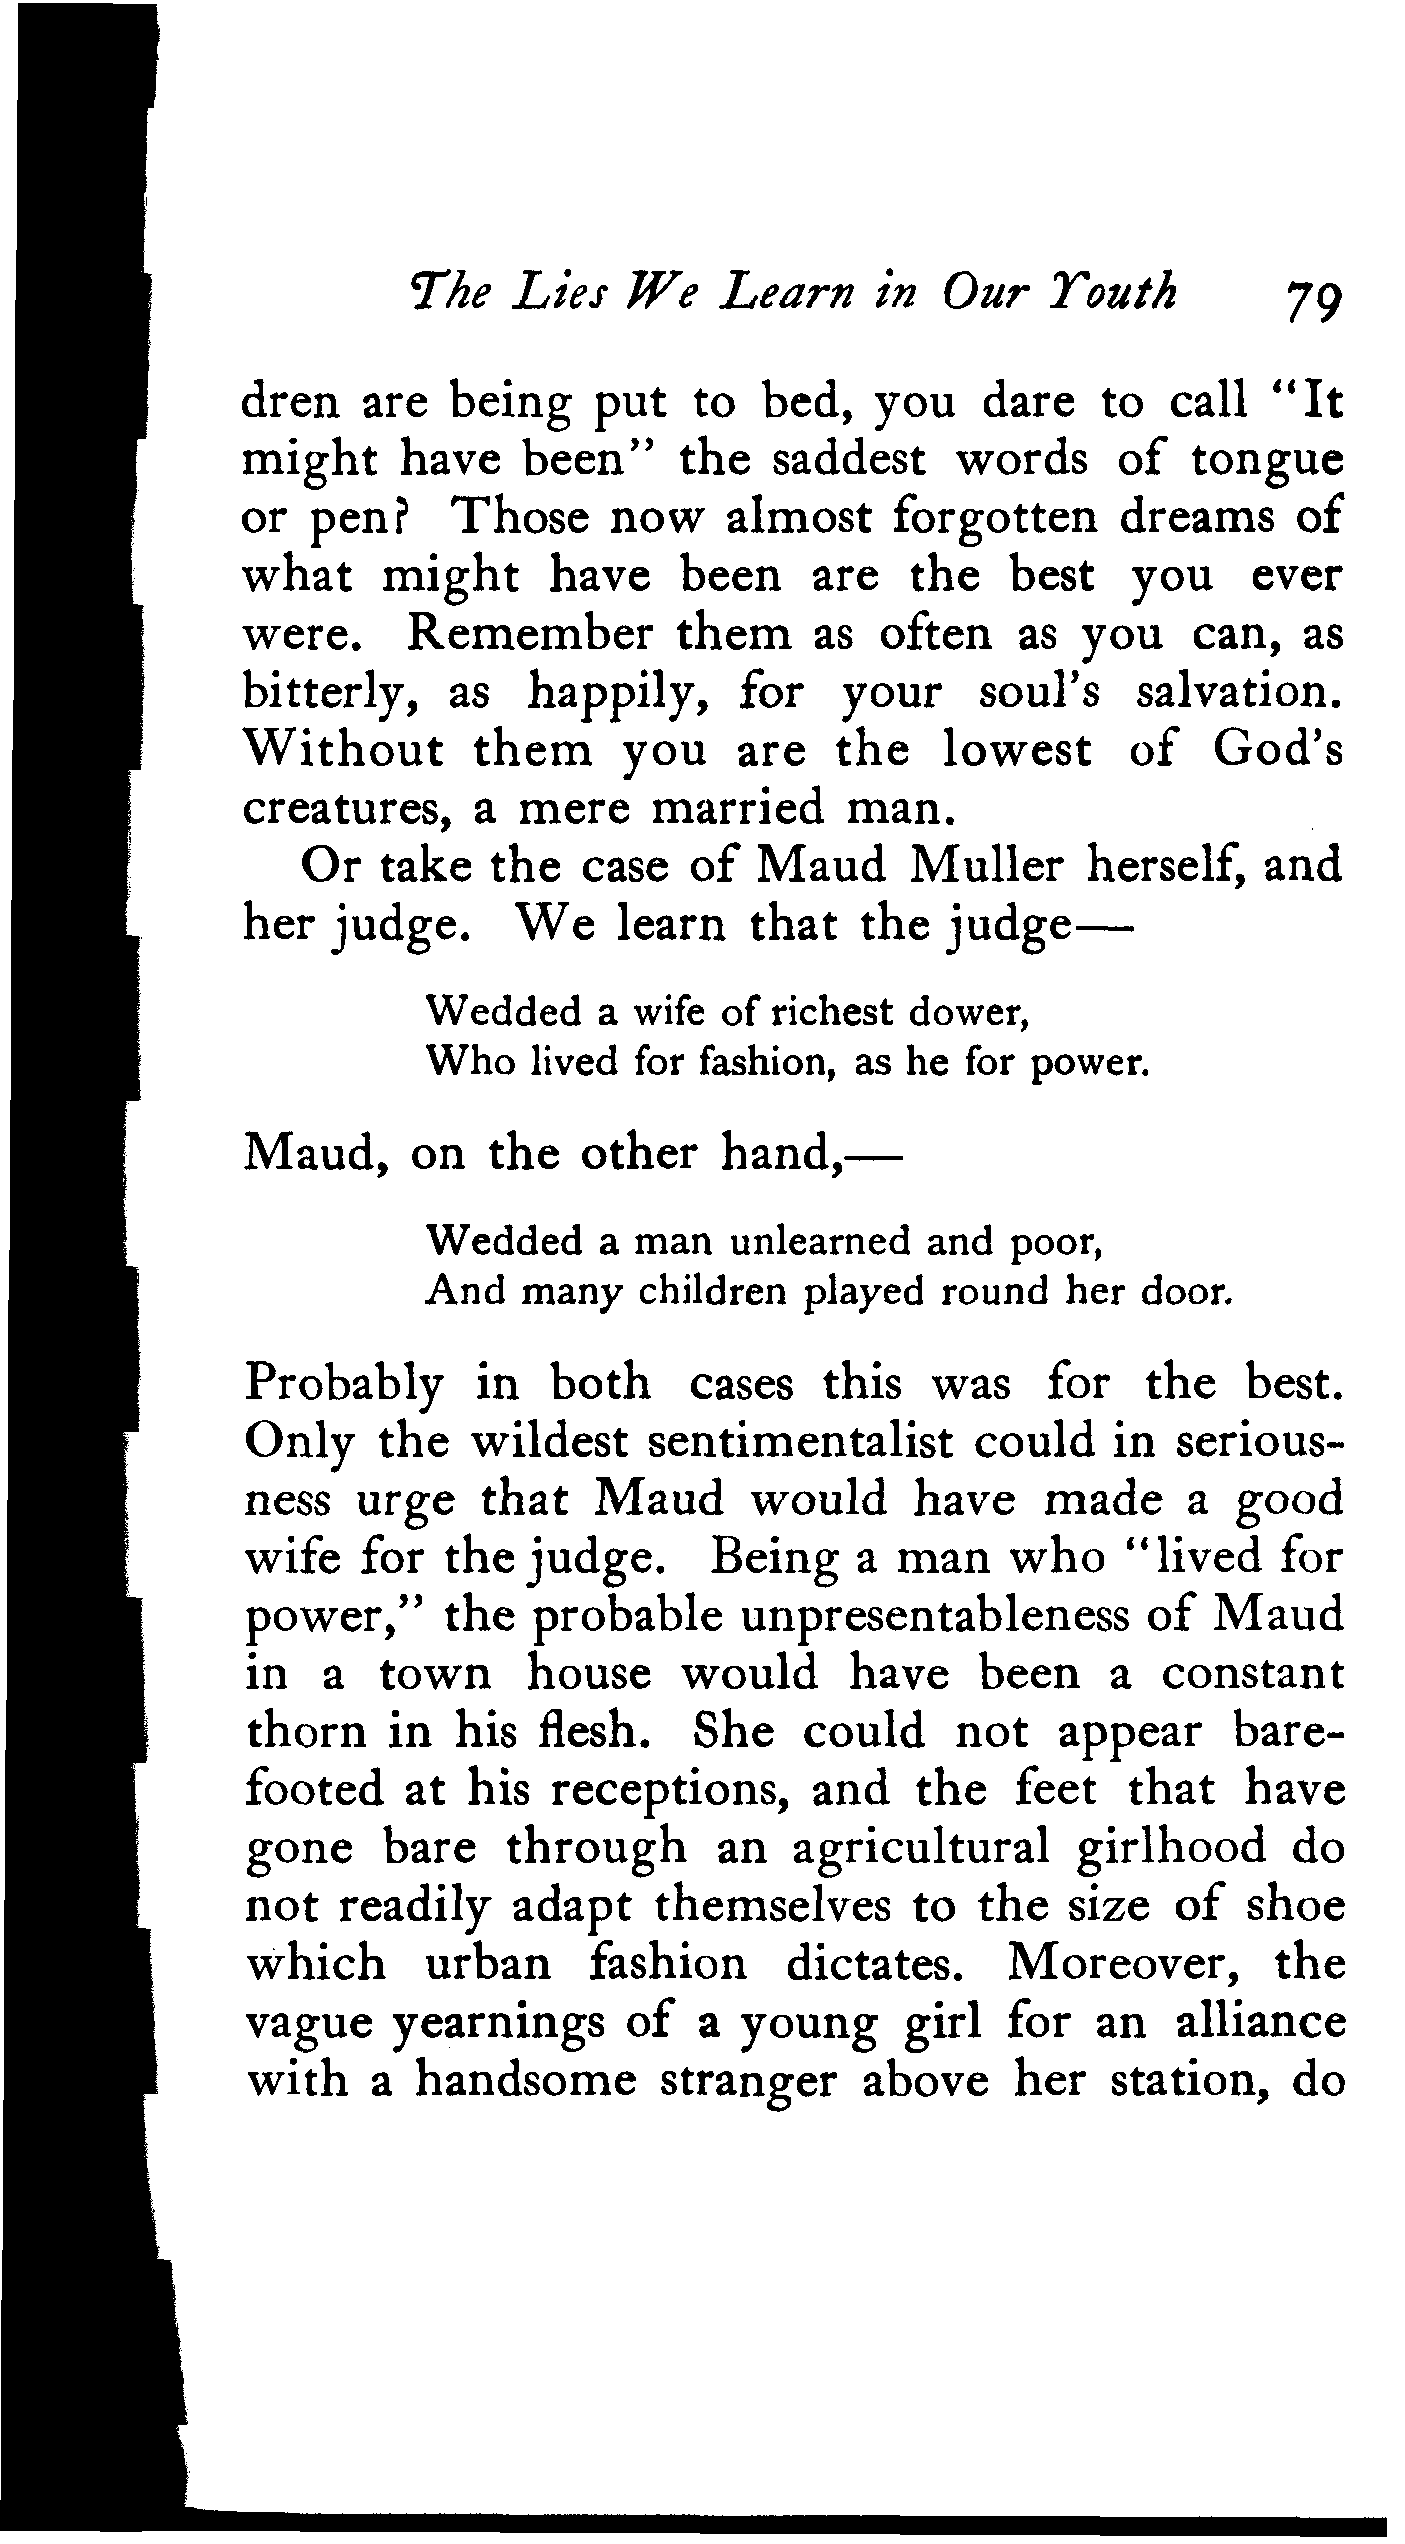 The Lies We Learn in Our Youth 79
dren are being put to bed, you dare to call "It
might have been" the saddest words of tongue
or pen? Those now almost forgotten dreams of
what might have been are the best you ever
were. Remember them as often as you can, as
bitterly, as happily, for your soul's salvation.
Without them you are the lowest of God's
creatures, a mere married man.
Or take the case of Maud Muller herself, and
her judge. We learn that the judge—
Wedded a wife of richest dower,
Who lived for fashion, as he for power.
Maud, on the other hand,—
Wedded a man unlearned and poor,
And many children played round her door.
Probably in both cases this was for the best.
Only the wildest sentimentalist could in serious-
ness urge that Maud would have made a good
wife for the judge. Being a man who "lived for
power," the probable unpresentableness of Maud
in a town house would have been a constant
thorn in his flesh. She could not appear bare-
footed at his receptions, and the feet that have
gone bare through an agricultural girlhood do
not readily adapt themselves to the size of shoe
which urban fashion dictates. Moreover, the
vague yearnings of a young girl for an alliance
with a handsome stranger above her station, do